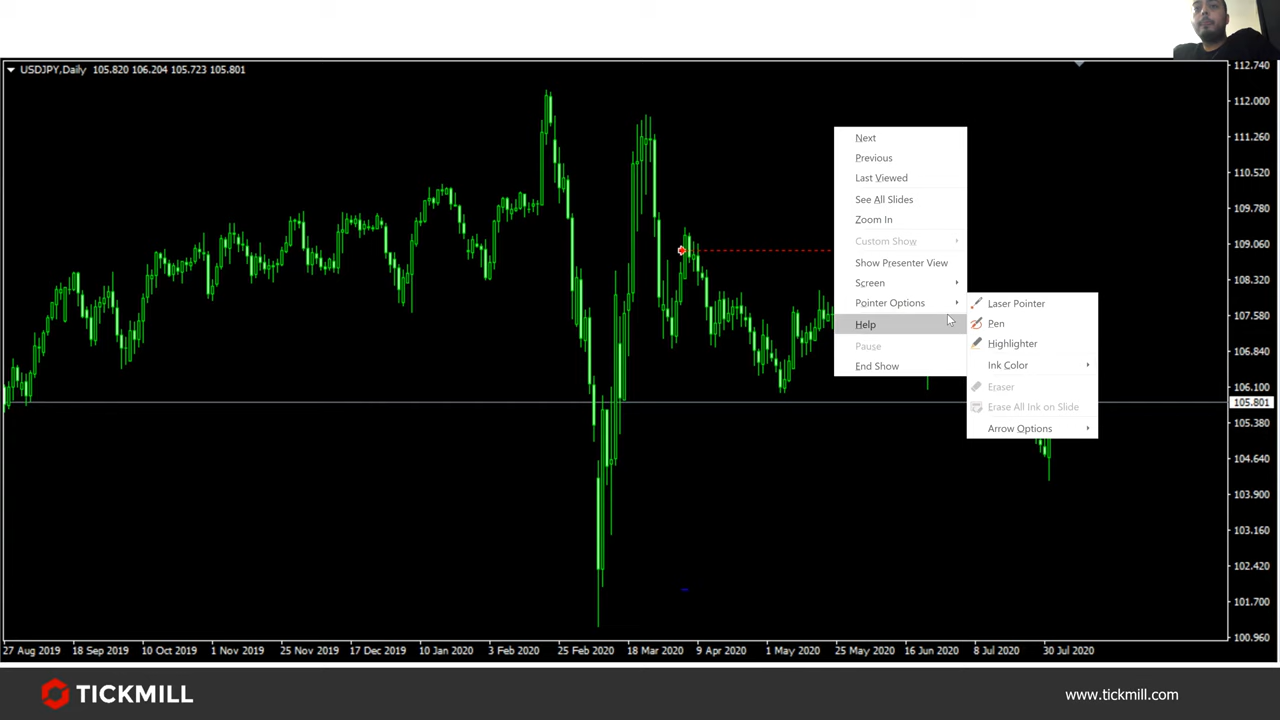 USDJPY,Daily 105.820 106.204 105.723 105.801
112.740
112.000
111.260
110.520
109.780
109.060
108.320
107.580
106.840
106.100
105.801
105.380
104.640
103.900
103.160
102.420
101.700
100.960
Next
Previous
Last Viewed
See All Slides
Zoom In
Custom Show
Show Presenter View
Screen
Pointer Options
Help
Pause
End Show
Laser Pointer
Pen
Highlighter
Ink Color
Eraser
Erase All Ink on Slide
Arrow Options
27 Aug 2019 18 Sep 2019 10 Oct 2019 1 Nov 2019 25 Nov 2019 17 Dec 2019 10 Jan 2020 3 Feb 2020 25 Feb 2020 18 Mar 2020 9 Apr 2020 1 May 2020 25 May 2020 16 Jun 2020 8 Jul 2020 30 Jul 2020
TICKMILL
www.tickmill.com